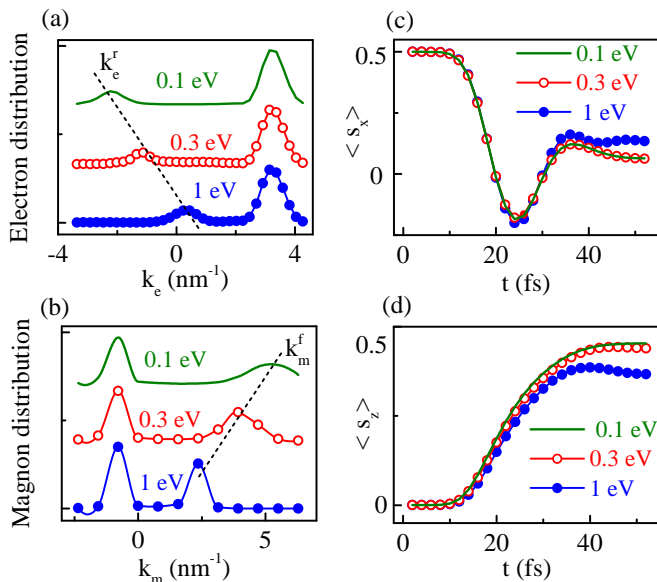 (a)
Electron distribution
k_e^r
0.1 eV
0.3 eV
1 eV
-4
0
4
k_e (nm^-1)
(b)
Magnon distribution
0.1 eV
k_m^f
0.3 eV
1 eV
0
5
k_m (nm^-1)
(c)
< s_x >
0.5
0
0.1 eV
0.3 eV
1 eV
0
20
40
t (fs)
(d)
< s_z >
0.5
0
0.1 eV
0.3 eV
1 eV
0
20
40
t (fs)